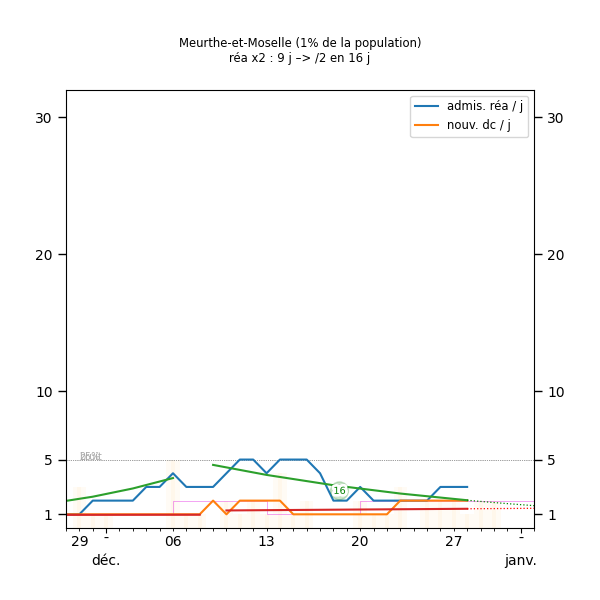 Meurthe-et-Moselle (1% de la population)
réa x2 : 9 j –> /2 en 16 j
admis. réa / j
nouv. dc / j
30 30
20 20
10 10
5 5
1 1
16
29 - 06 13 20 27 -
déc. janv.